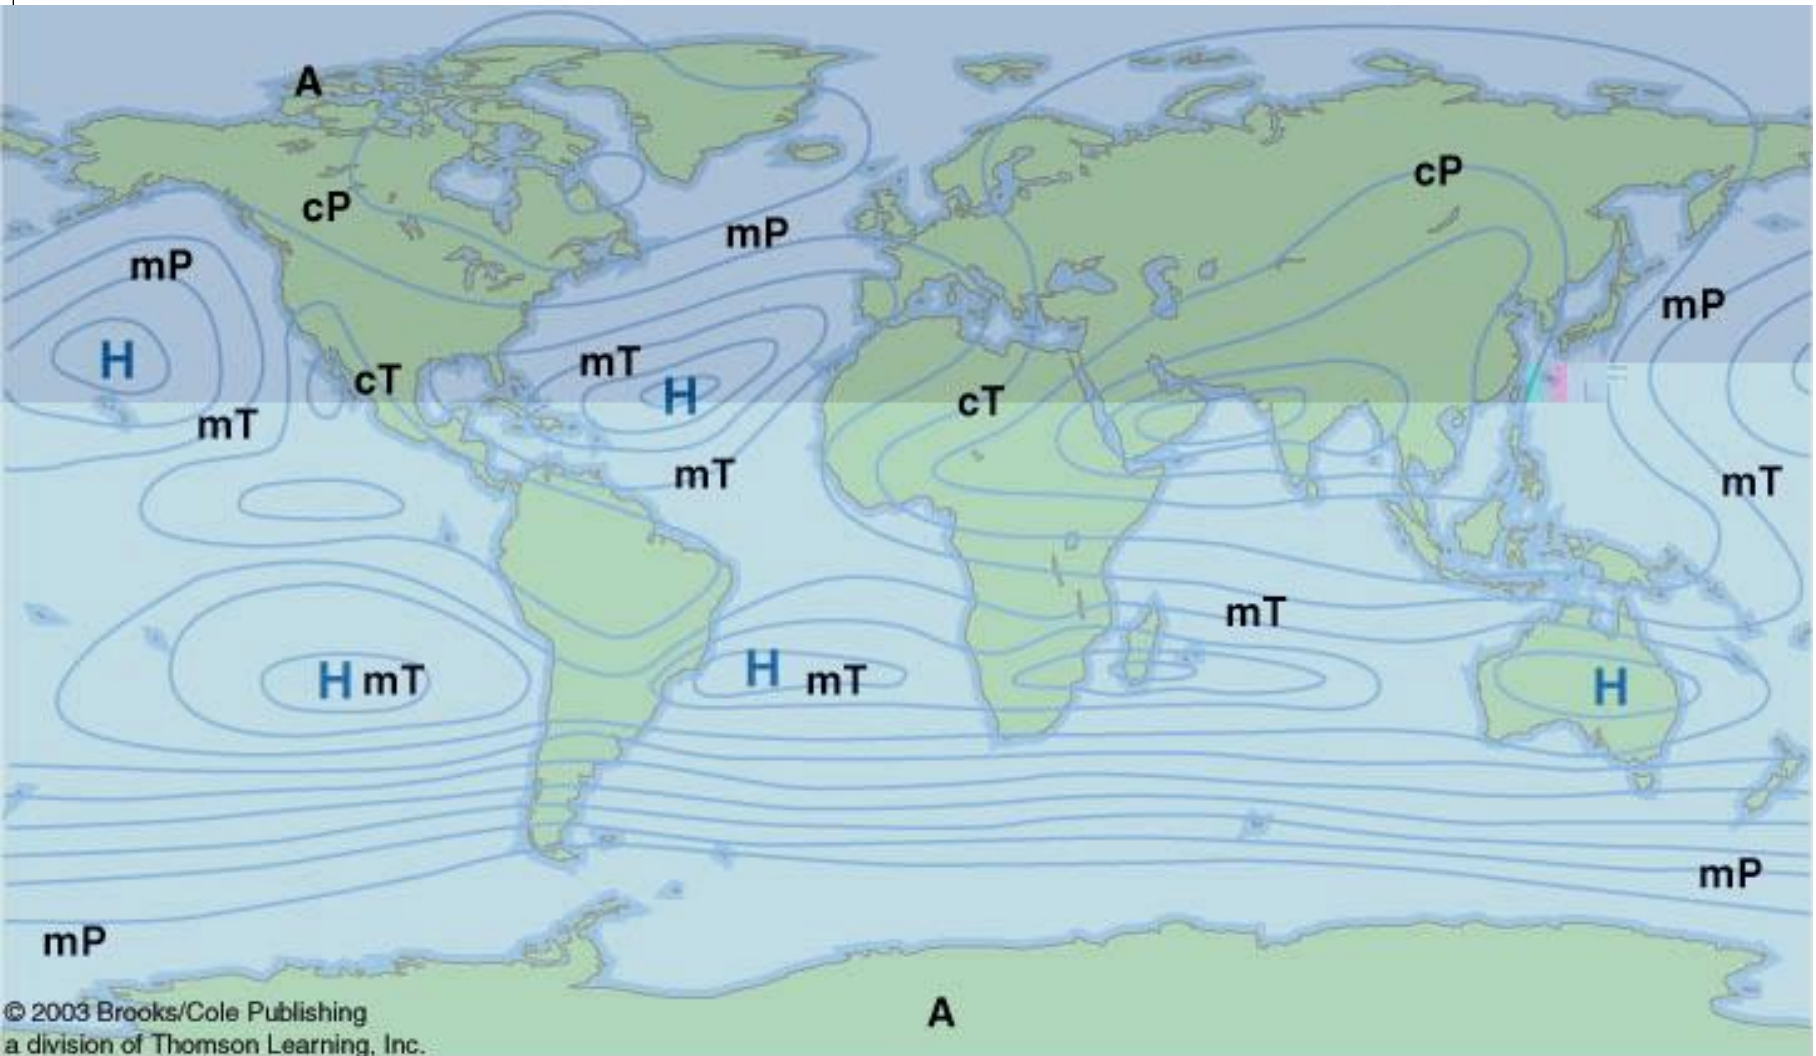 A
cP
cP
mP
mP
mP
H
mT
H
cT
cT
mT
mT
mT
mT
H
mT
H
mT
H
mP
mP
A
© 2003 Brooks/Cole Publishing
a division of Thomson Learning, Inc.